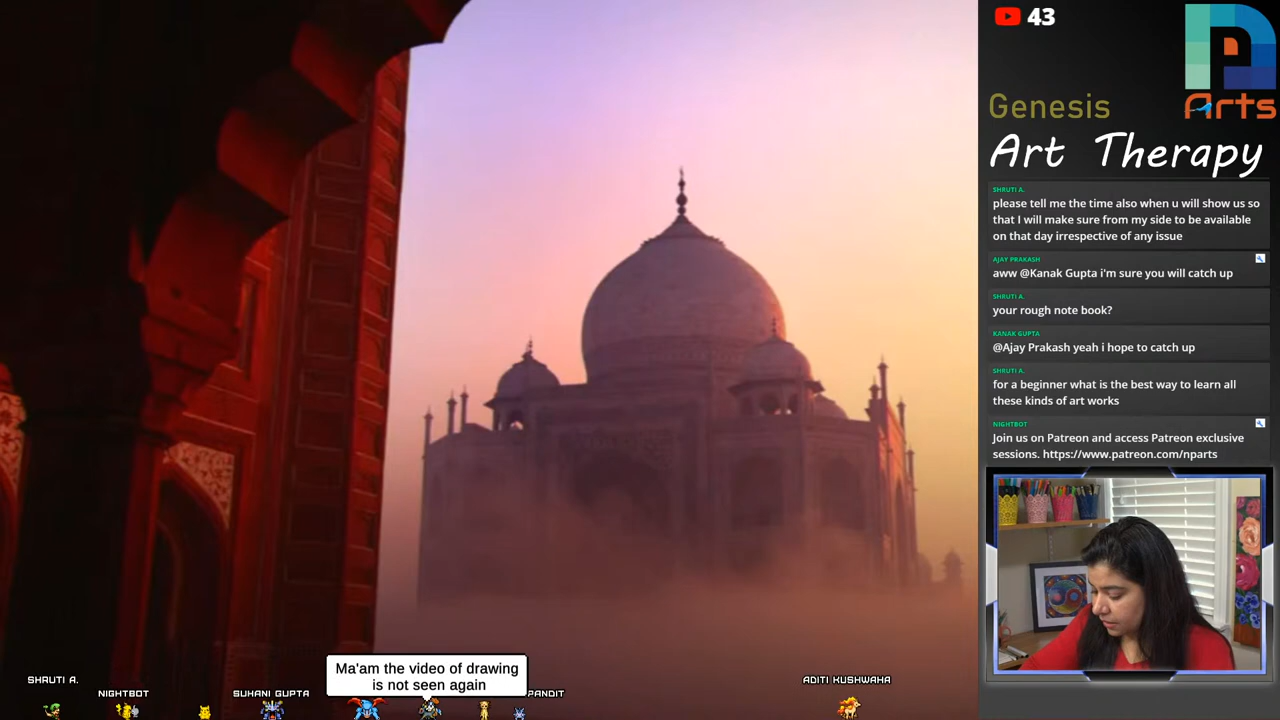 43
Genesis
Arts
Art Therapy
SHRUTI A.
please tell me the time also when u will show us so
that I will make sure from my side to be available
on that day irrespective of any issue
AJAY PRAKASH
aww @Kanak Gupta i'm sure you will catch up
SHRUTI A.
your rough note book?
KANAK GUPTA
@Ajay Prakash yeah i hope to catch up
SHRUTI A.
for a beginner what is the best way to learn all
these kinds of art works
NIGHTBOT
Join us on Patreon and access Patreon exclusive
sessions. https://www.patreon.com/nparts
Ma'am the video of drawing
is not seen again
SHRUTI A.
NIGHTBOT
SUHANI GUPTA
PANDIT
ADITI KUSHWAHA